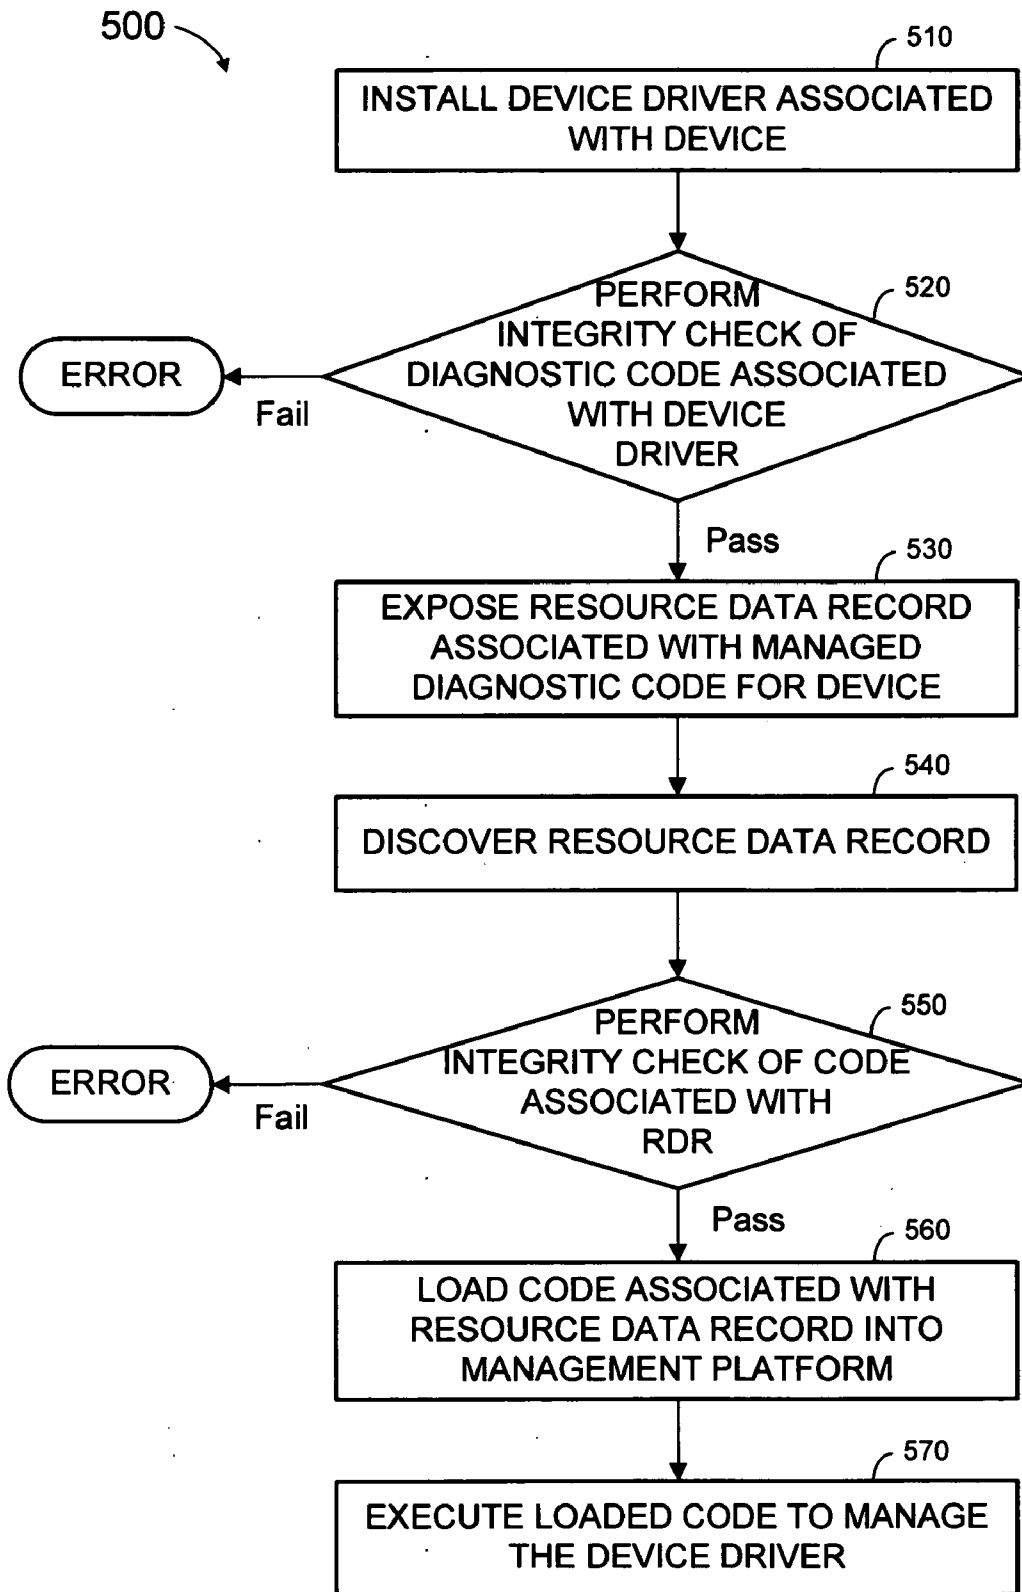 500
510
INSTALL DEVICE DRIVER ASSOCIATED
WITH DEVICE
520
PERFORM
INTEGRITY CHECK OF
DIAGNOSTIC CODE ASSOCIATED
WITH DEVICE
DRIVER
ERROR
Fail
Pass
530
EXPOSE RESOURCE DATA RECORD
ASSOCIATED WITH MANAGED
DIAGNOSTIC CODE FOR DEVICE
540
DISCOVER RESOURCE DATA RECORD
550
PERFORM
INTEGRITY CHECK OF CODE
ASSOCIATED WITH
RDR
ERROR
Fail
Pass
560
LOAD CODE ASSOCIATED WITH
RESOURCE DATA RECORD INTO
MANAGEMENT PLATFORM
570
EXECUTE LOADED CODE TO MANAGE
THE DEVICE DRIVER